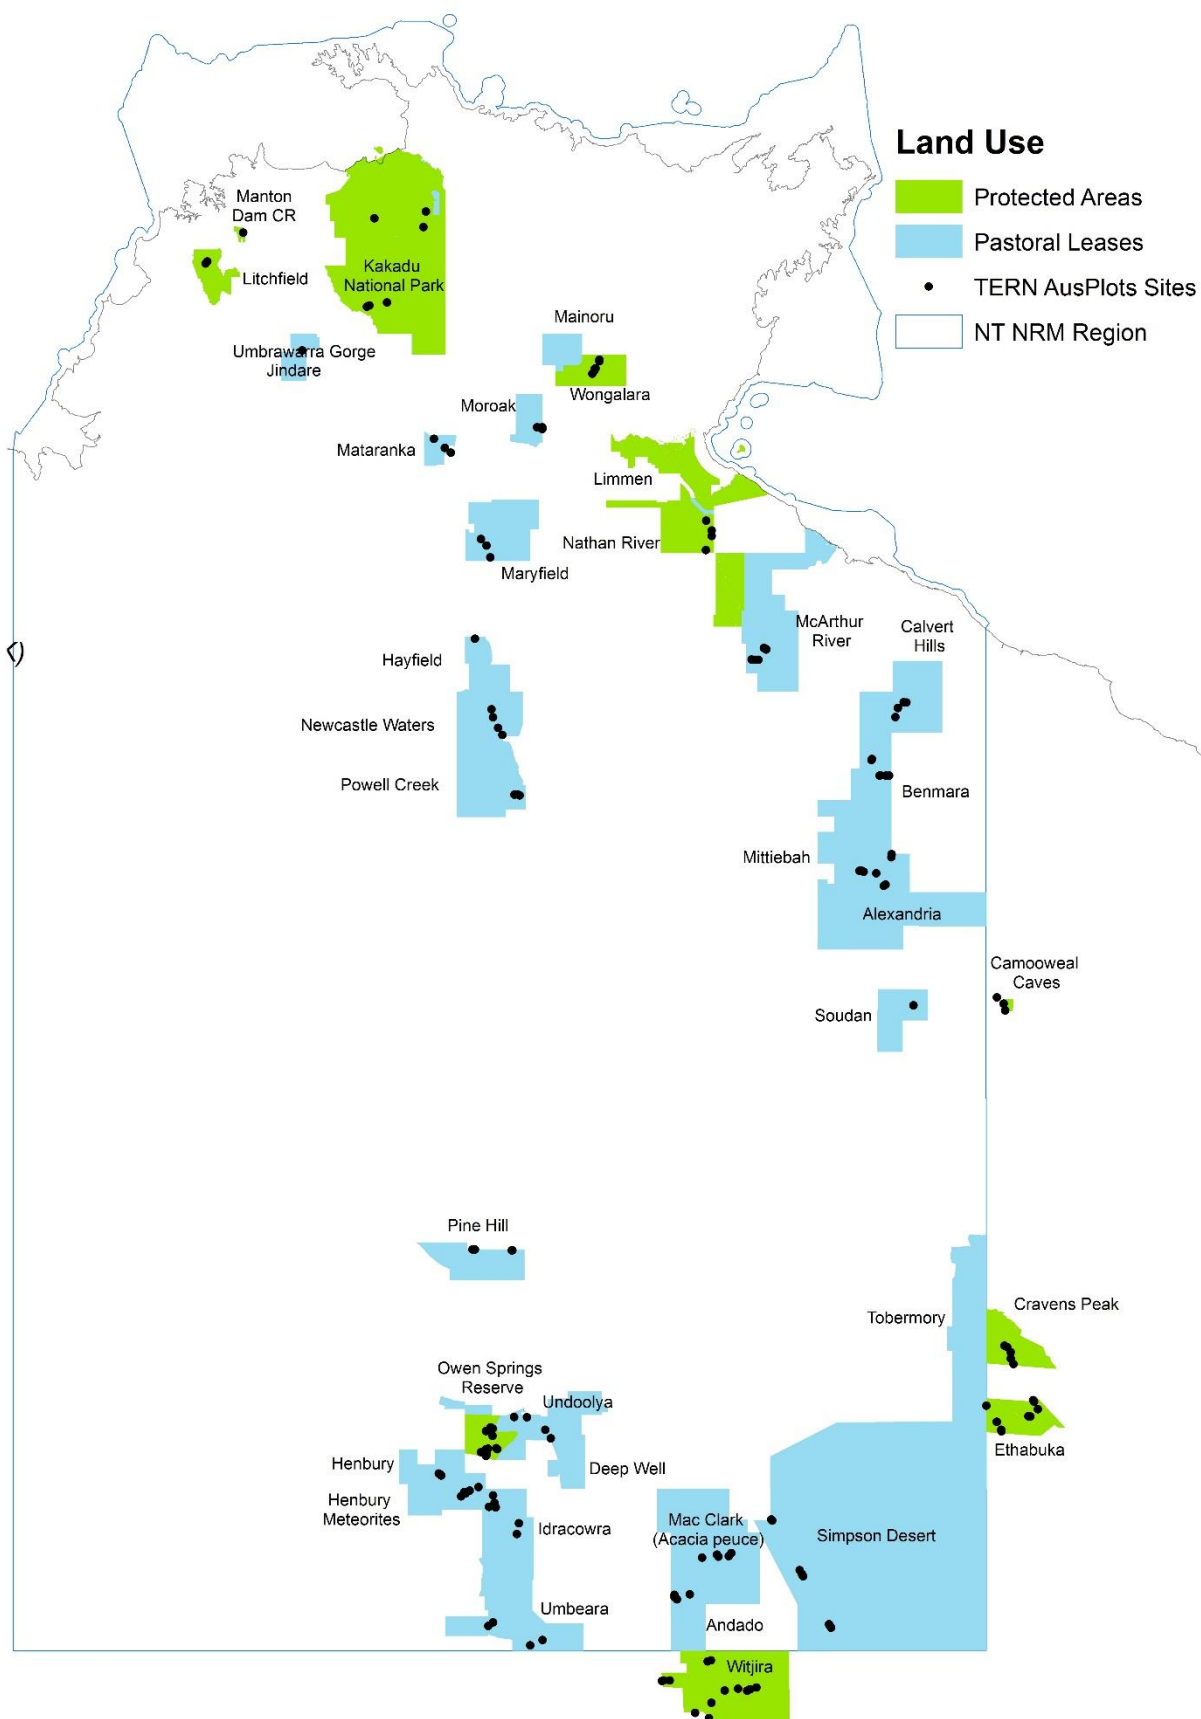 Land Use
Protected Areas
Pastoral Leases
TERN AusPlots Sites
NT NRM Region
Manton
Dam CR
Litchfield
Kakadu
National Park
Umbrawarra Gorge
Jindare
Mainoru
Wongalara
Moroak
Mataranka
Limmen
Nathan River
Maryfield
McArthur
River
Calvert
Hills
Hayfield
Newcastle Waters
Powell Creek
Benmara
Mittiebah
Alexandria
Camooweal
Caves
Soudan
Pine Hill
Tobermory
Cravens Peak
Owen Springs
Reserve
Undoolya
Ethabuka
Henbury
Deep Well
Henbury
Meteorites
Idracowra
Mac Clark
(Acacia peuce)
Simpson Desert
Umbeara
Andado
Witjira